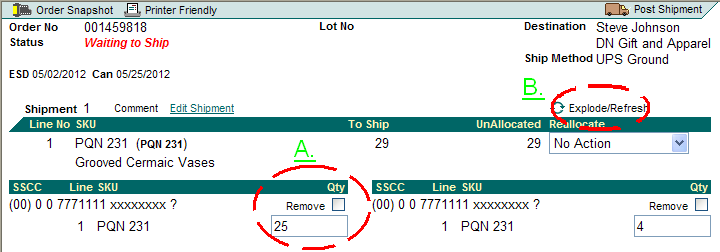 Order Snapshot Printer Friendly Post Shipment
Order No 001459818 Lot No Destination Steve Johnson
Status Waiting to Ship DN Gift and Apparel
Ship Method UPS Ground
ESD 05/02/2012 Can 05/25/2012
B.
Shipment 1 Comment Edit Shipment Explode/Refresh
Line No SKU To Ship UnAllocated Reallocate
1 PQN 231 (PQN 231) 29 29 No Action
Grooved Cermaic Vases
A.
SSCC Line SKU Qty SSCC Line SKU Qty
(00) 0 0 7771111 xxxxxxxx ? Remove (00) 0 0 7771111 xxxxxxxx ? Remove
1 PQN 231 25 1 PQN 231 4